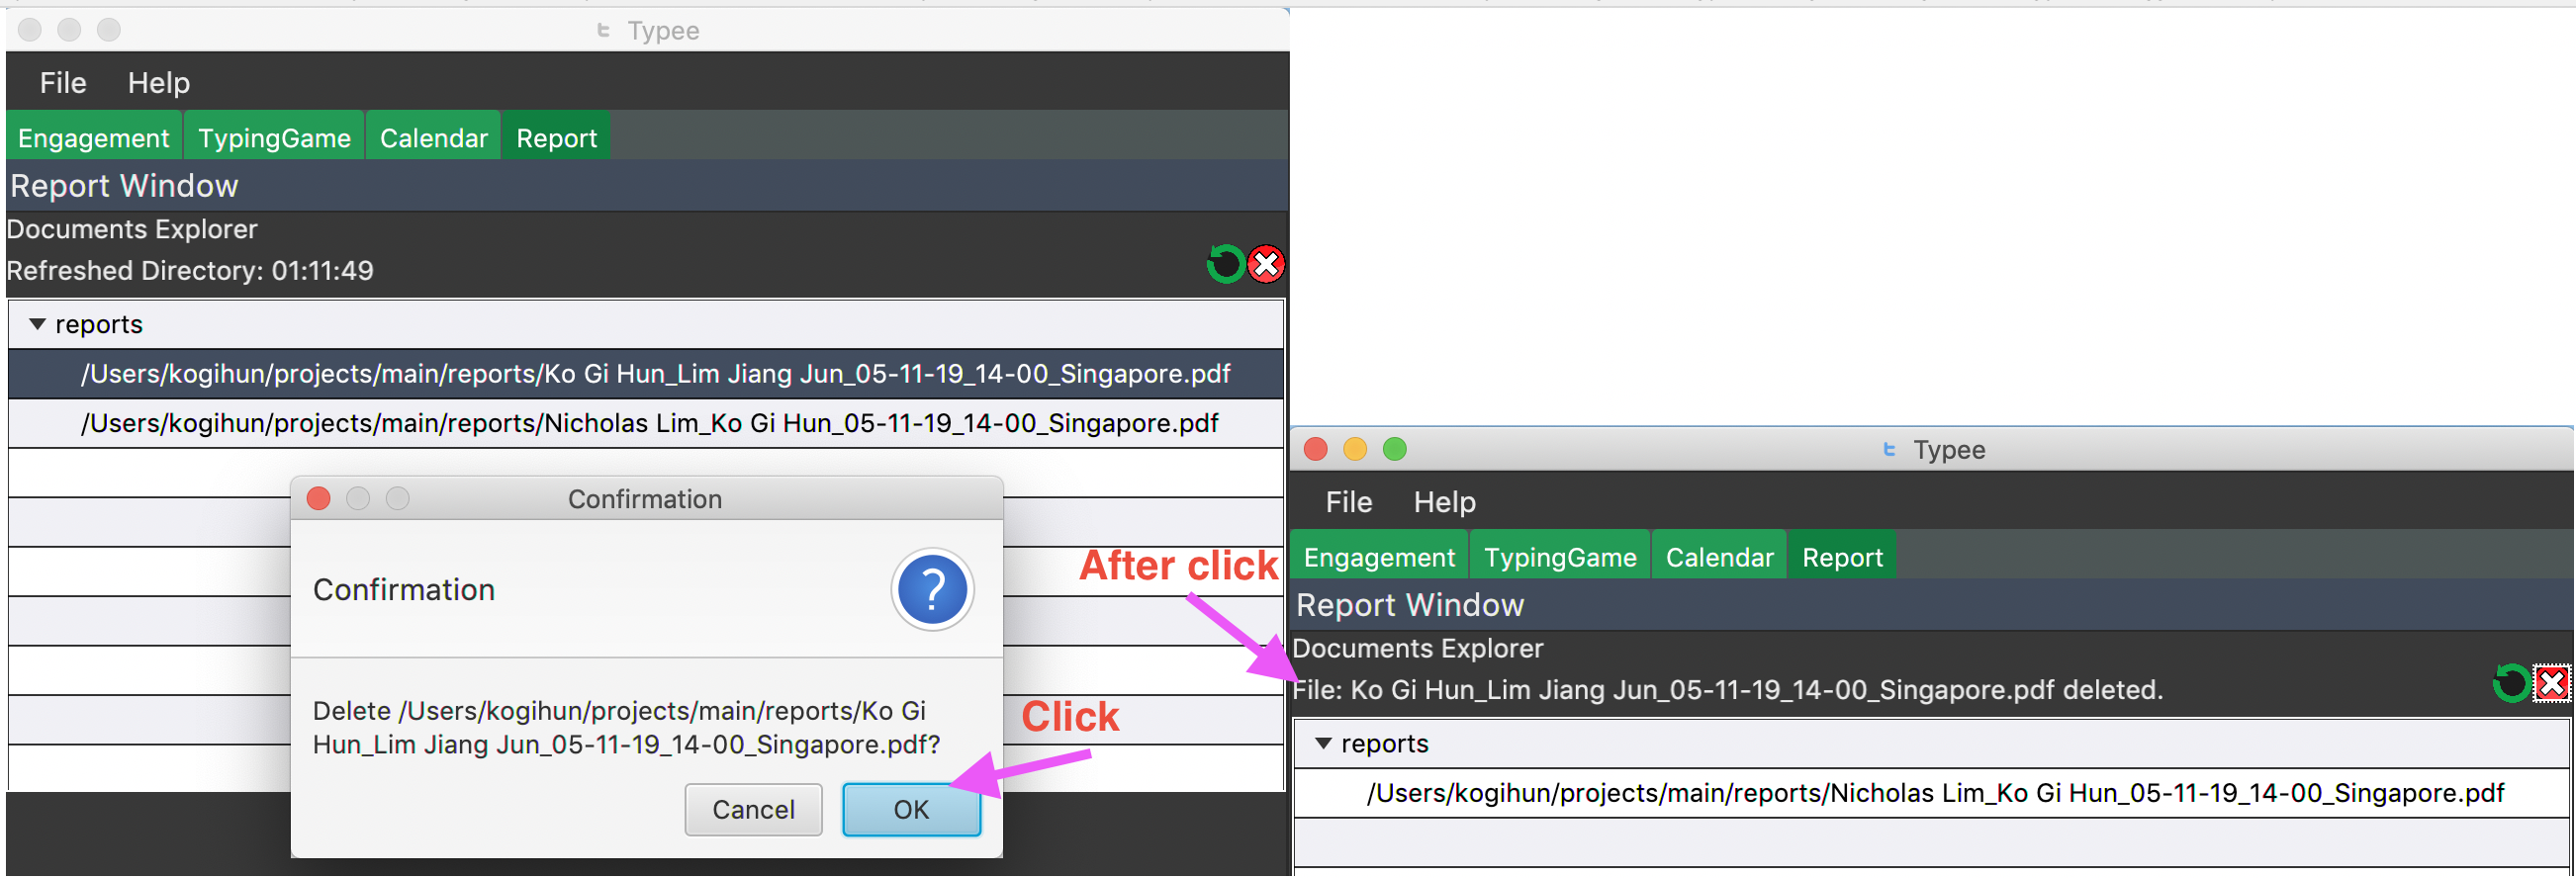 Typee
File Help
Engagement TypingGame Calendar Report
Report Window
Documents Explorer
Refreshed Directory: 01:11:49
reports
/Users/kogihun/projects/main/reports/Ko Gi Hun_Lim Jiang Jun_05-11-19_14-00_Singapore.pdf
/Users/kogihun/projects/main/reports/Nicholas Lim_Ko Gi Hun_05-11-19_14-00_Singapore.pdf
Confirmation
Confirmation
?
Delete /Users/kogihun/projects/main/reports/Ko Gi
Hun_Lim Jiang Jun_05-11-19_14-00_Singapore.pdf?
Cancel OK
Click
After click
Typee
File Help
Engagement TypingGame Calendar Report
Report Window
Documents Explorer
File: Ko Gi Hun_Lim Jiang Jun_05-11-19_14-00_Singapore.pdf deleted.
reports
/Users/kogihun/projects/main/reports/Nicholas Lim_Ko Gi Hun_05-11-19_14-00_Singapore.pdf